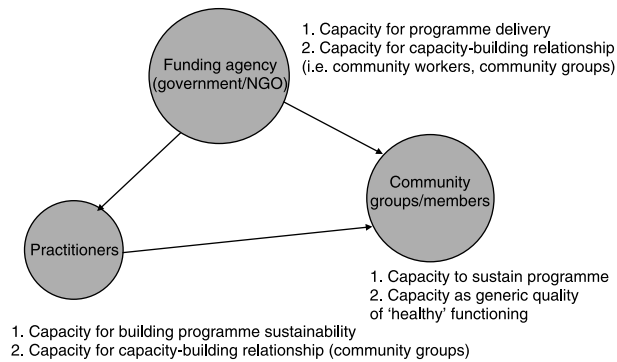 1. Capacity for programme delivery
2. Capacity for capacity-building relationship
(i.e. community workers, community groups)
Funding agency
(government/NGO)
Community
groups/members
Practitioners
1. Capacity to sustain programme
2. Capacity as generic quality
of ‘healthy’ functioning
1. Capacity for building programme sustainability
2. Capacity for capacity-building relationship (community groups)